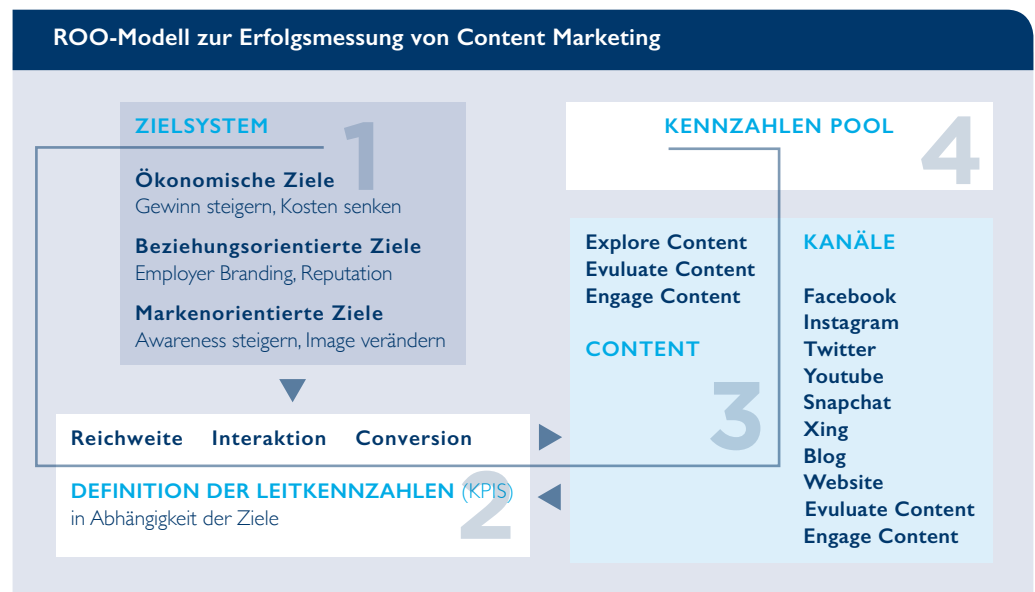 ROO-Modell zur Erfolgsmessung von Content Marketing
ZIELSYSTEM
1
Ökonomische Ziele
Gewinn steigern, Kosten senken
Beziehungsorientierte Ziele
Employer Branding, Reputation
Markenorientierte Ziele
Awareness steigern, Image verändern
Reichweite Interaktion Conversion
DEFINITION DER LEITKENNZAHLEN (KPIS)
in Abhängigkeit der Ziele
2
KENNZAHLEN POOL
4
Explore Content
Evuluate Content
Engage Content
CONTENT
3
KANÄLE
Facebook
Instagram
Twitter
Youtube
Snapchat
Xing
Blog
Website
Evuluate Content
Engage Content